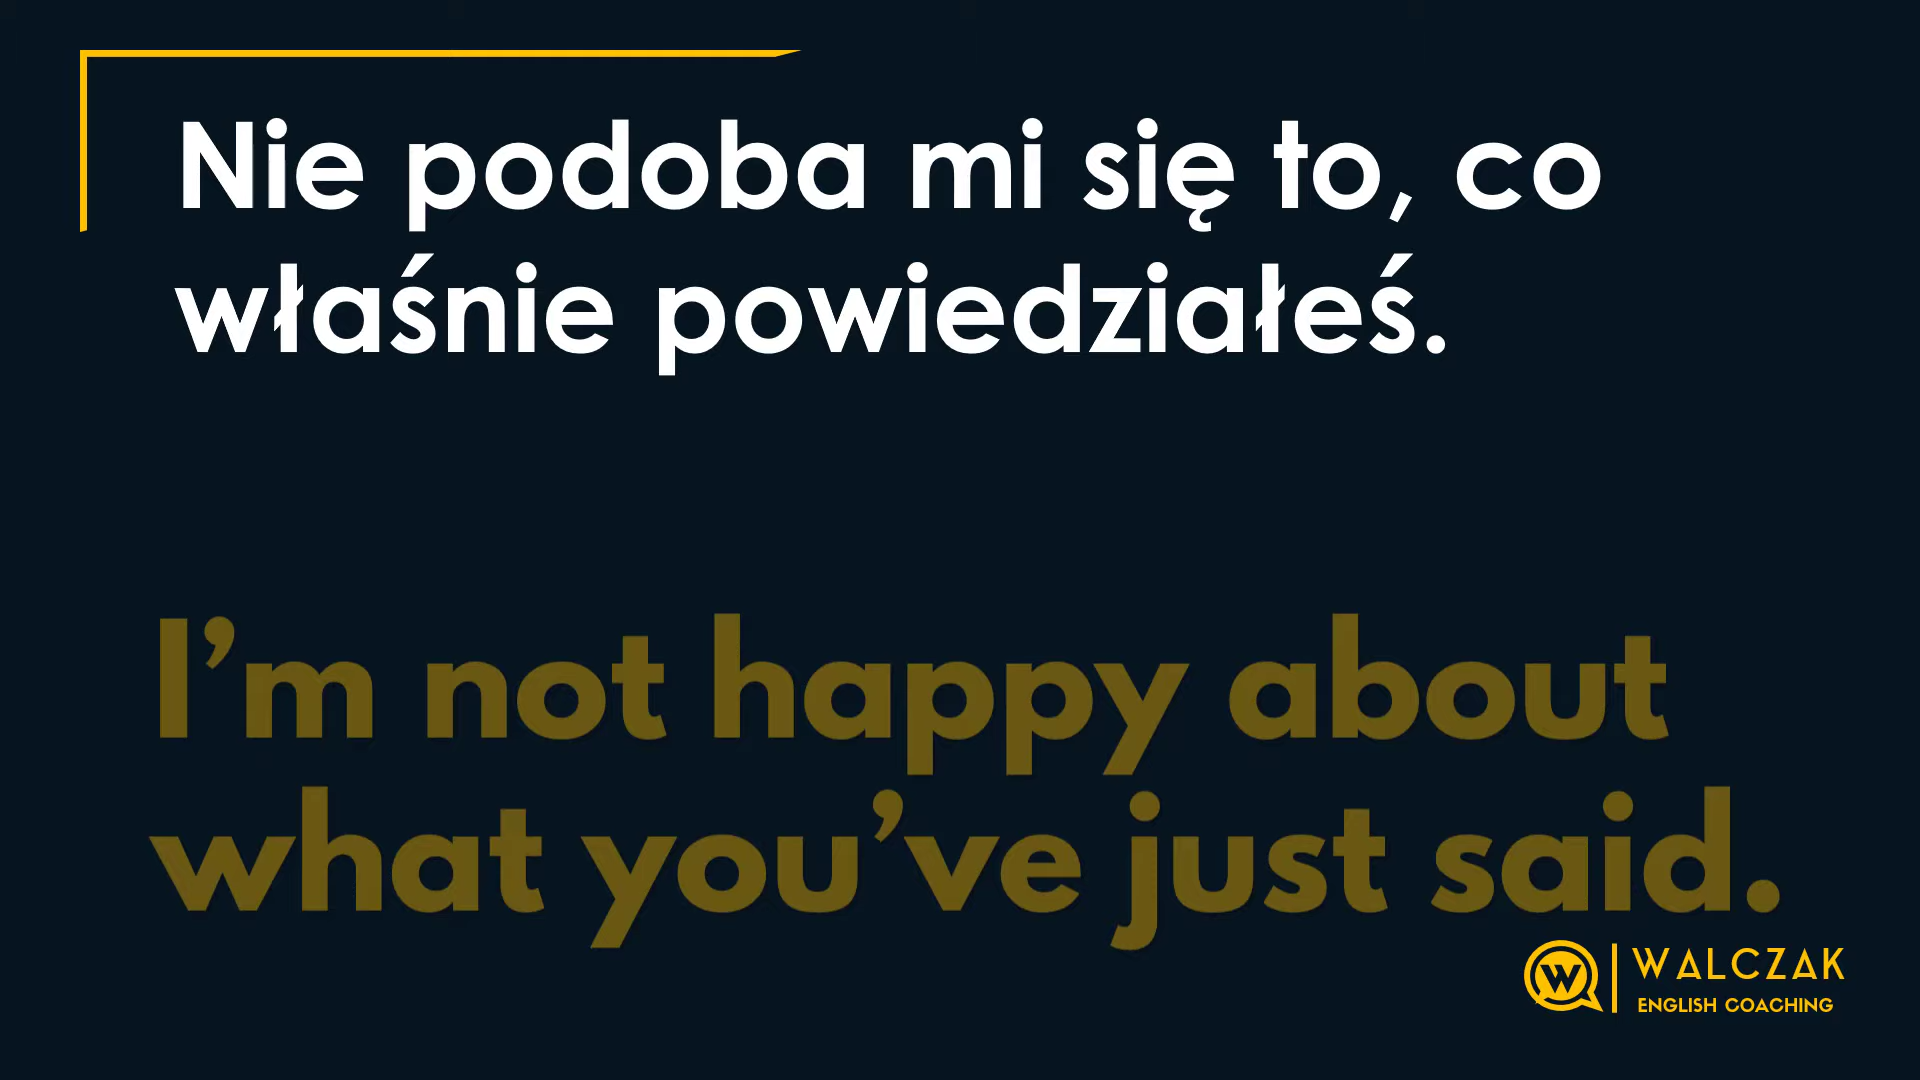 Nie podoba mi się to, co
właśnie powiedziałeś.
I’m not happy about
what you’ve just said.
W
WALCZAK
ENGLISH COACHING